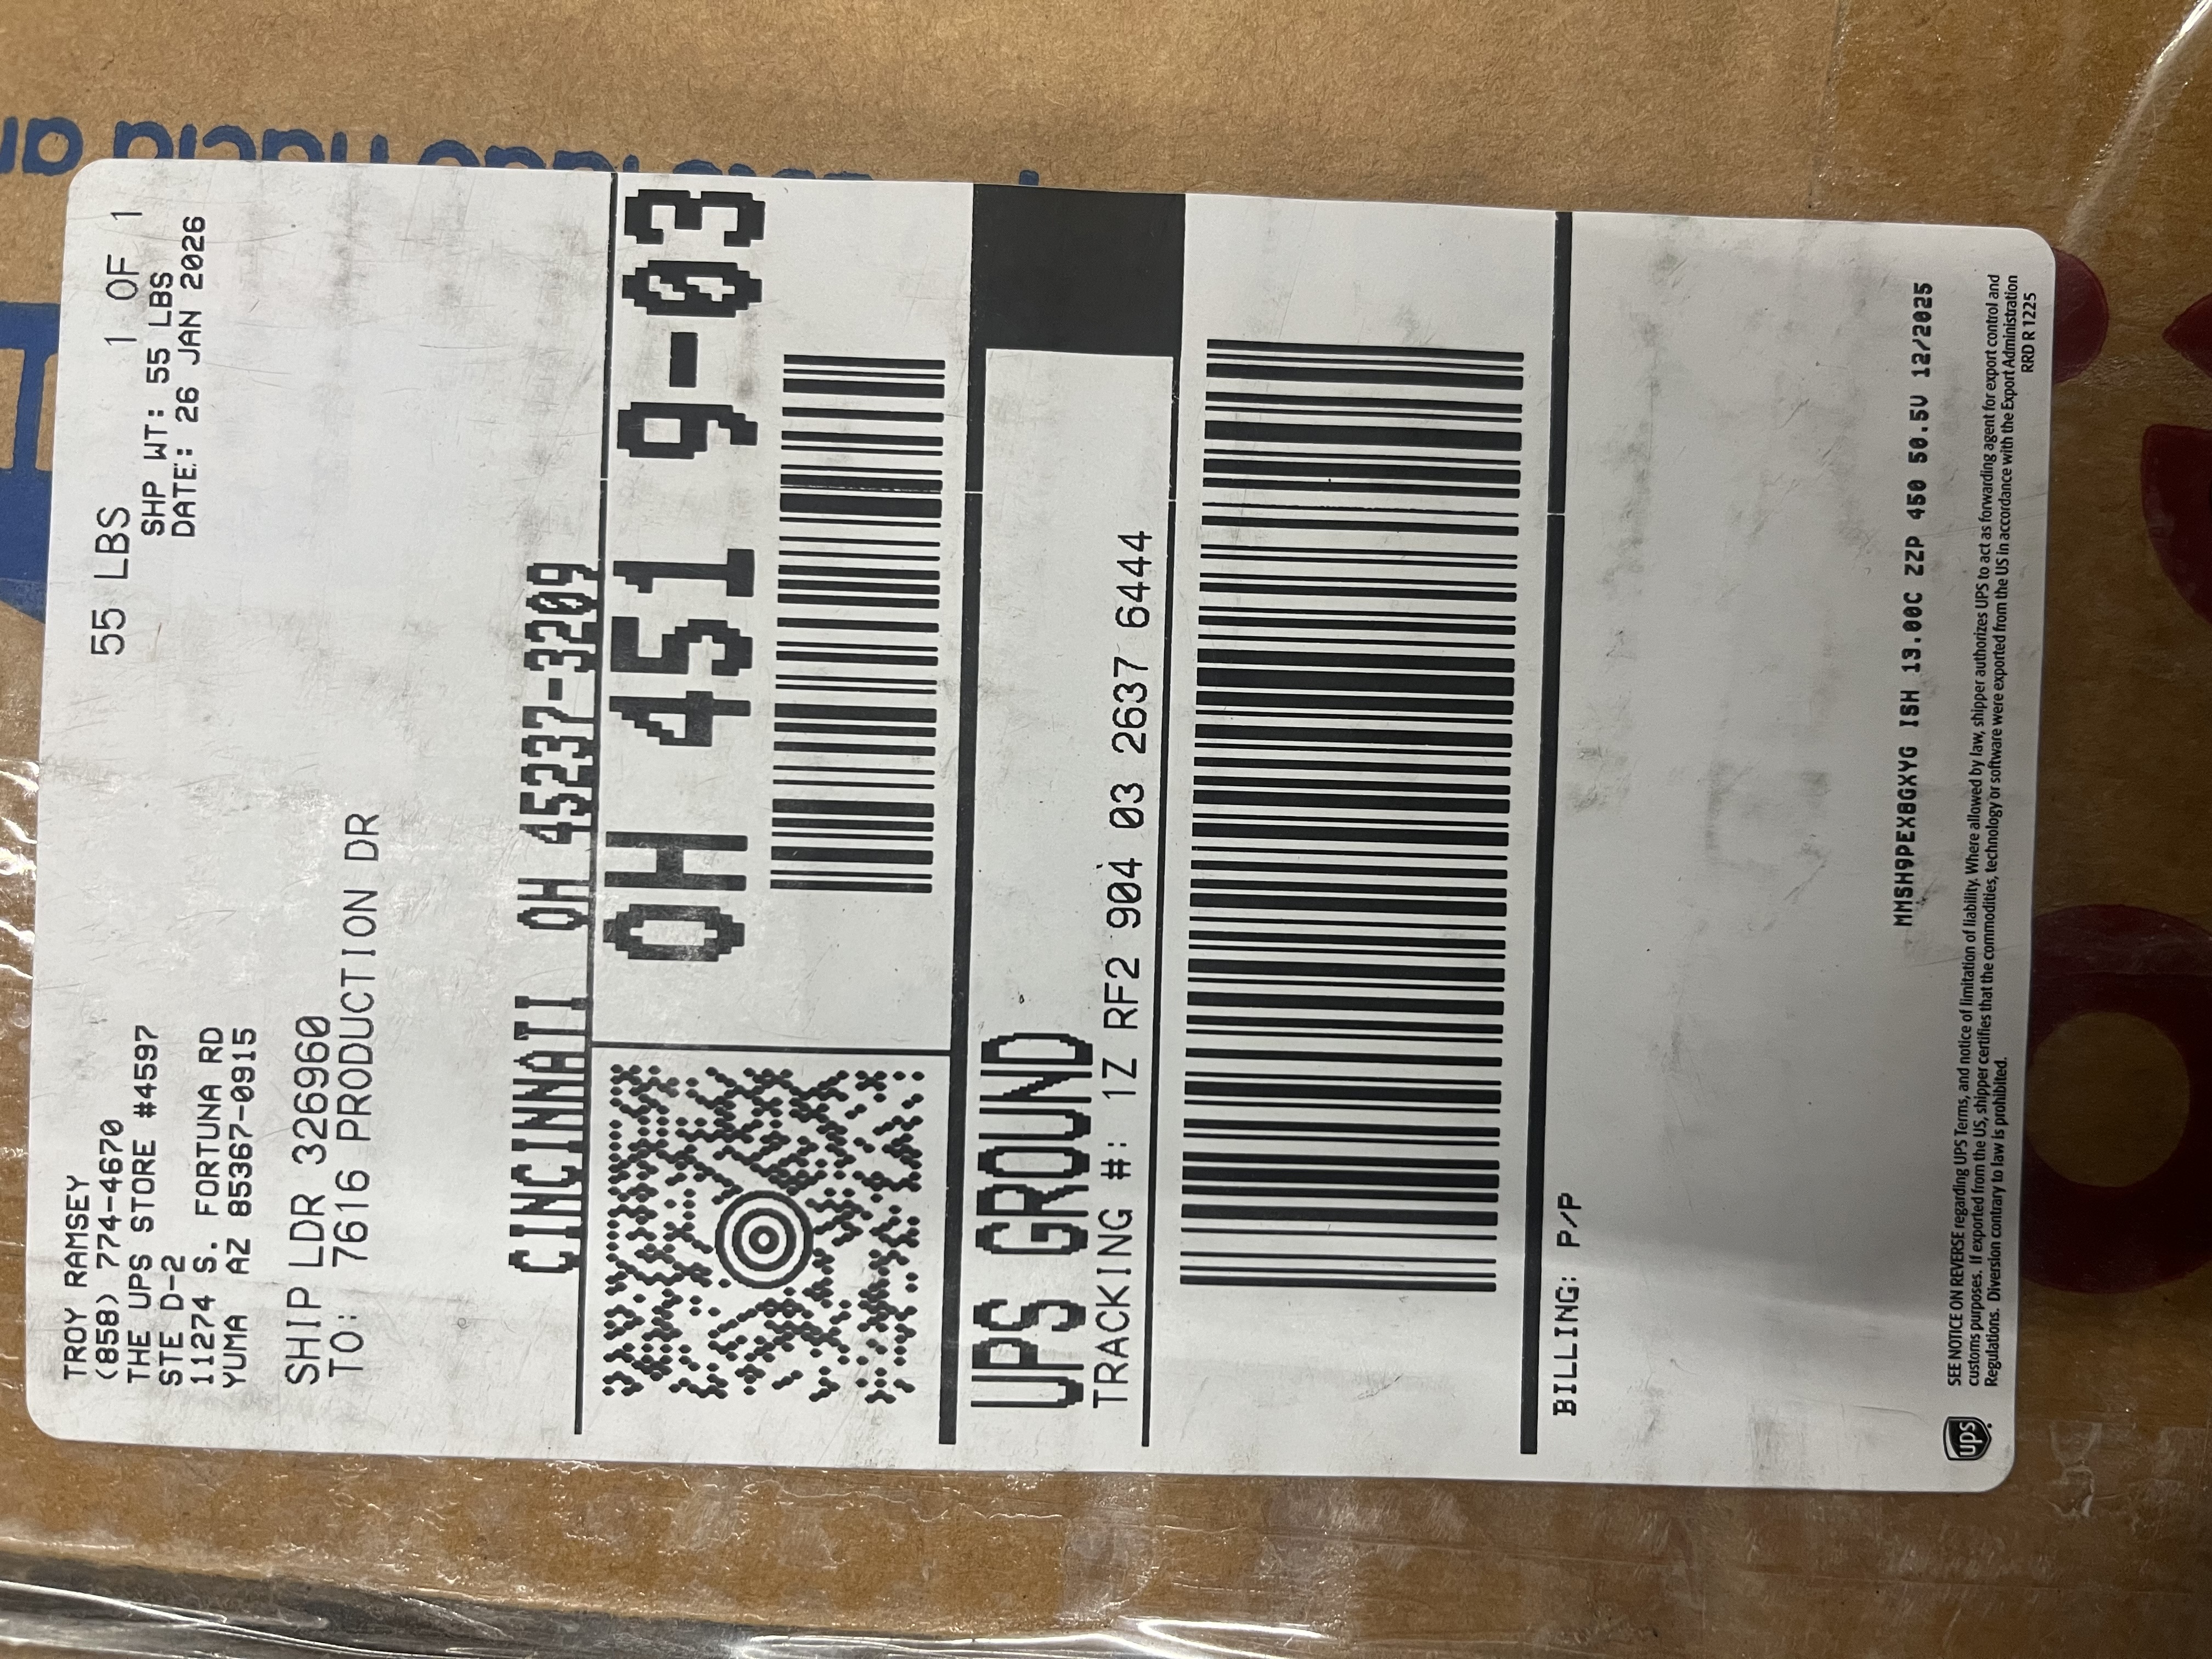 TROY RAMSEY
(858) 774-4670
THE UPS STORE #4597
STE D-2
11274 S. FORTUNA RD
YUMA AZ 85367-0915
55 LBS
1 OF 1
SHP WT: 55 LBS
DATE: 26 JAN 2026
SHIP LDR 326960
TO: 7616 PRODUCTION DR
CINCINNATI OH 45237-3209
OH 451 9-03
UPS GROUND
TRACKING #: 1Z RF2 904 03 2637 6444
BILLING: P/P
MMSH9PEXBGXYG ISH 13.00C ZZP 450 50.5U 12/2025
SEE NOTICE ON REVERSE regarding UPS Terms, and notice of limitation of liability. Where allowed by law, shipper authorizes UPS to act as forwarding agent for export control and
customs purposes. If exported from the US, shipper certifies that the commodities, technology or software were exported from the US in accordance with the Export Administration
Regulations. Diversion contrary to law is prohibited.
RRD R 1225
ups